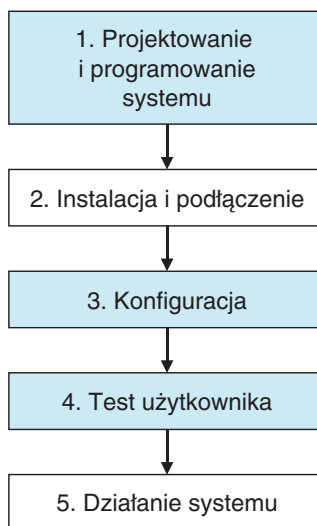 1. Projektowanie
i programowanie
systemu
2. Instalacja i podłączenie
3. Konfiguracja
4. Test użytkownika
5. Działanie systemu